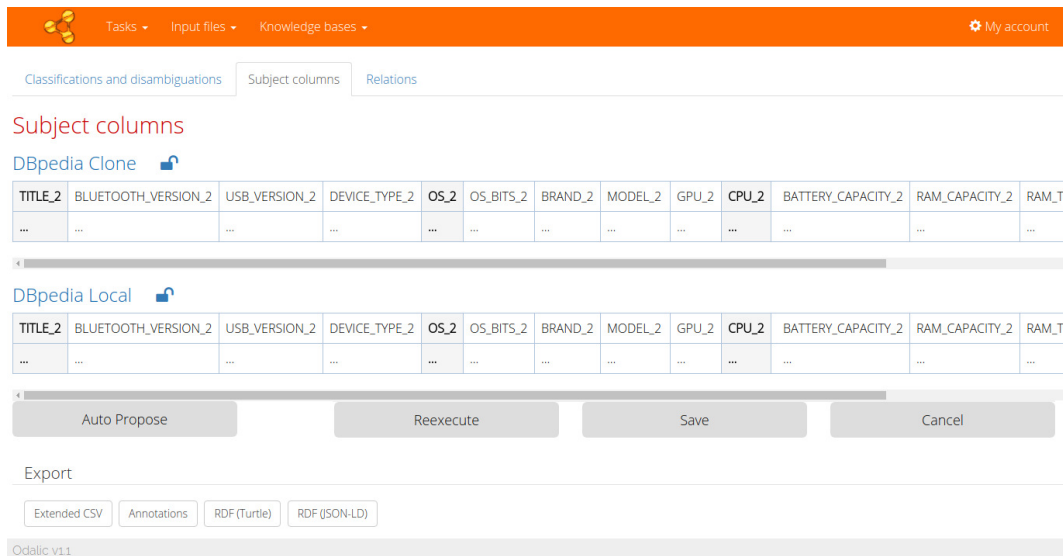 Tasks Input files Knowledge bases My account
Classifications and disambiguations Subject columns Relations
Subject columns
DBpedia Clone
TITLE_2 BLUETOOTH_VERSION_2 USB_VERSION_2 DEVICE_TYPE_2 OS_2 OS_BITS_2 BRAND_2 MODEL_2 GPU_2 CPU_2 BATTERY_CAPACITY_2 RAM_CAPACITY_2 RAM_T
... ... ... ... ... ... ... ... ... ... ... ... ...
DBpedia Local
TITLE_2 BLUETOOTH_VERSION_2 USB_VERSION_2 DEVICE_TYPE_2 OS_2 OS_BITS_2 BRAND_2 MODEL_2 GPU_2 CPU_2 BATTERY_CAPACITY_2 RAM_CAPACITY_2 RAM_T
... ... ... ... ... ... ... ... ... ... ... ... ...
Auto Propose Reexecute Save Cancel
Export
Extended CSV Annotations RDF (Turtle) RDF (JSON-LD)
Odalic v1.1